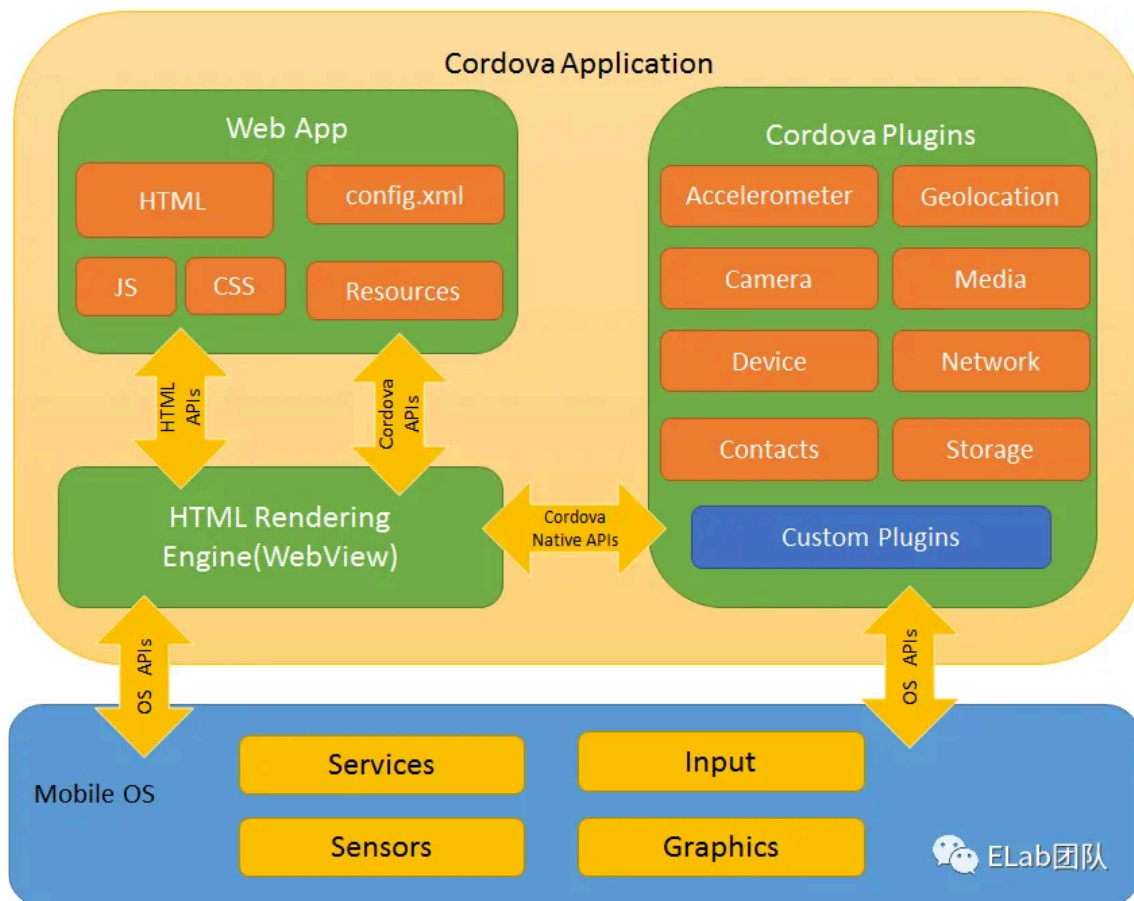 Cordova Application
Web App
HTML
config.xml
JS
CSS
Resources
HTML
APIs
Cordova
APIs
HTML Rendering
Engine(WebView)
Cordova
Native APIs
Cordova Plugins
Accelerometer
Geolocation
Camera
Media
Device
Network
Contacts
Storage
Custom Plugins
OS APIs
OS APIs
Mobile OS
Services
Input
Sensors
Graphics
ELab团队